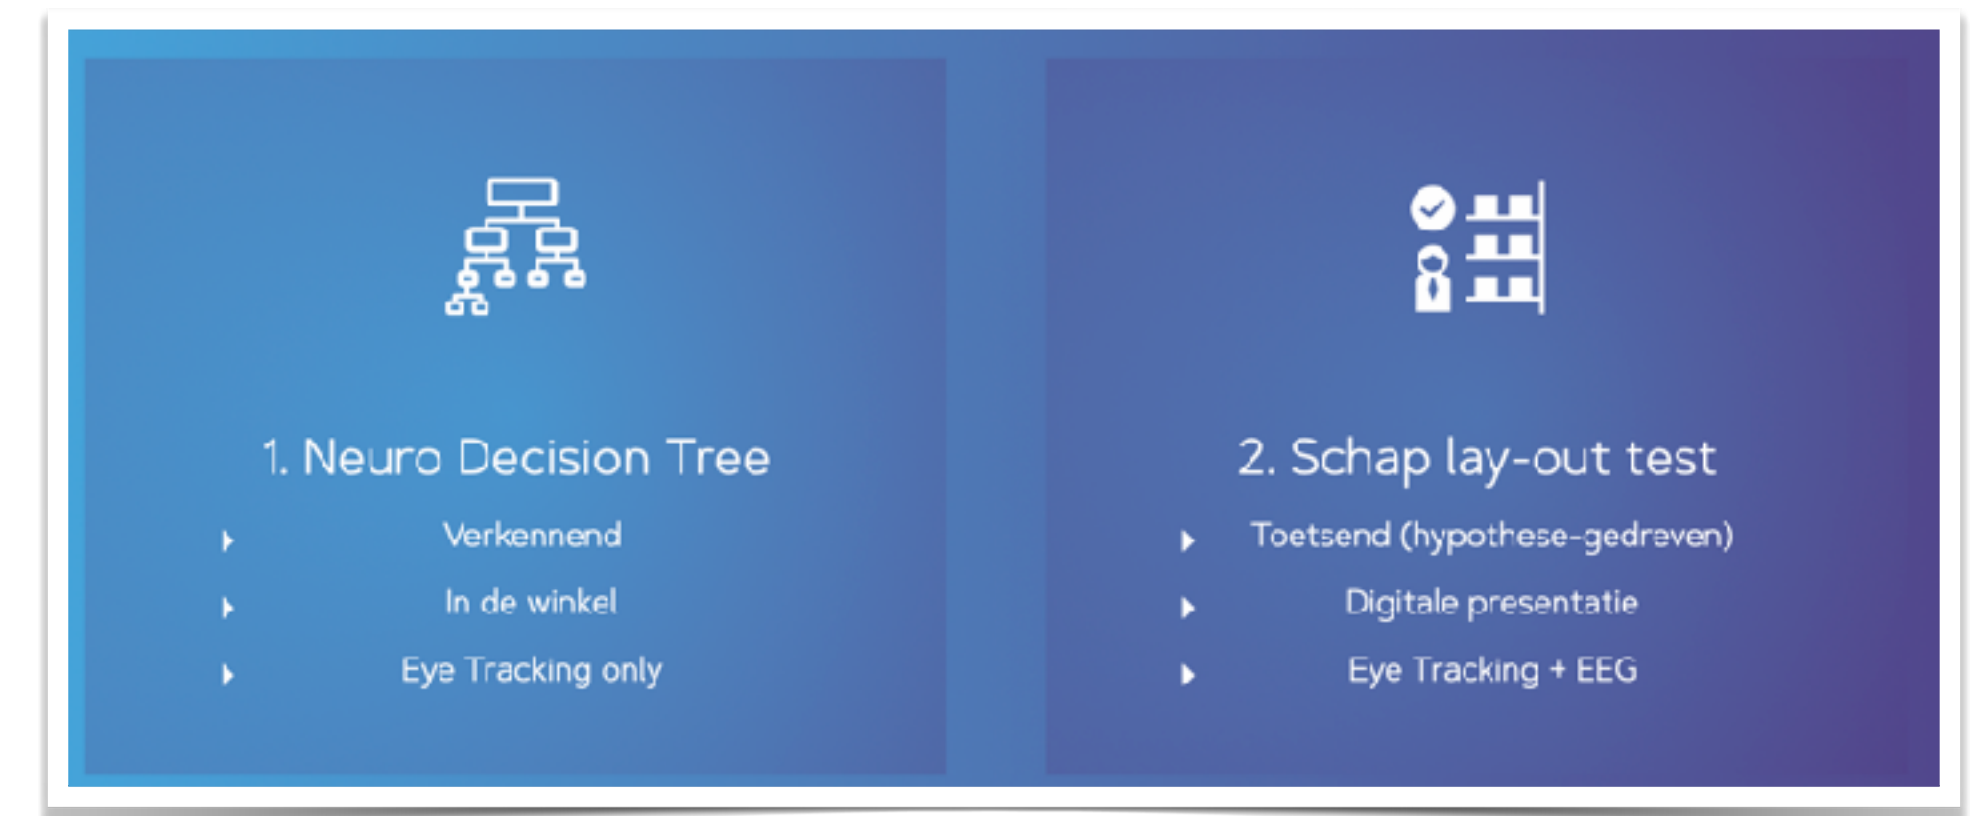 1. Neuro Decision Tree
Verkennend
In de winkel
Eye Tracking only
2. Schap lay-out test
Toetsend (hypothese-gedreven)
Digitale presentatie
Eye Tracking + EEG